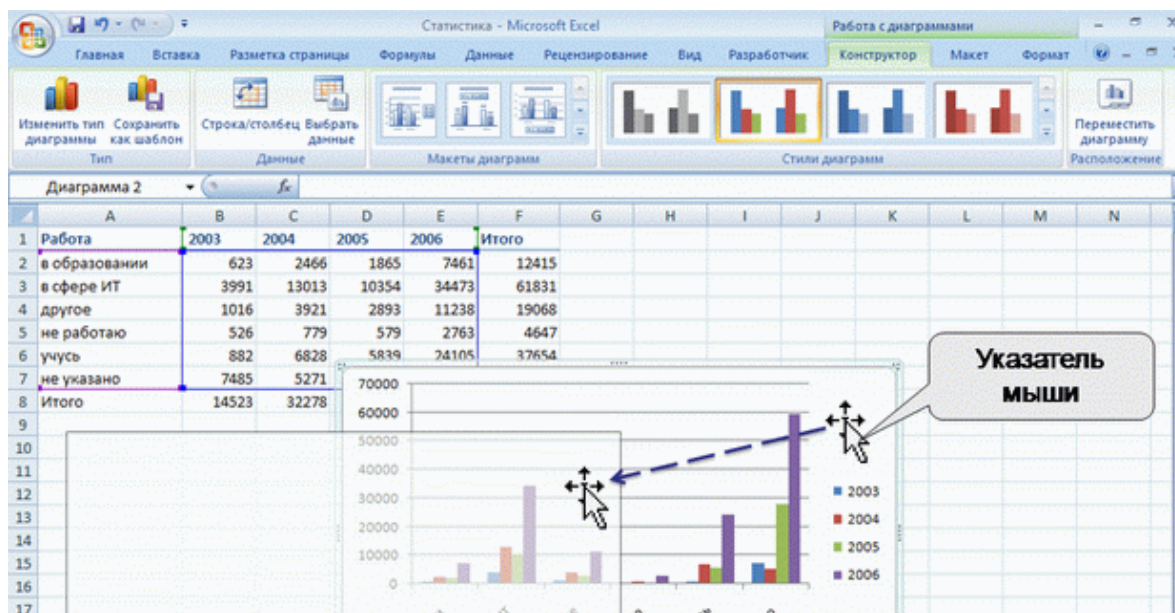 Статистика - Microsoft Excel
Работа с диаграммами
Главная Вставка Разметка страницы Формулы Данные Рецензирование Вид Разработчик Конструктор Макет Формат
Изменить тип диаграммы
Сохранить как шаблон
Строка/столбец
Выбрать данные
Переместить диаграмму
Тип Данные Макеты диаграмм Стили диаграмм Расположение
Диаграмма 2 fx
A B C D E F G H I J K L M N
1 Работа 2003 2004 2005 2006 Итого
2 в образовании 623 2466 1865 7461 12415
3 в сфере ИТ 3991 13013 10354 34473 61831
4 другое 1016 3921 2893 11238 19068
5 не работаю 526 779 579 2763 4647
6 учусь 882 6828 5839 24105 37654
7 не указано 7485 5271
8 Итого 14523 32278
9
10
11
12
13
14
15
16
17
70000
60000
50000
40000
30000
20000
10000
0
2003
2004
2005
2006
Указатель
мыши